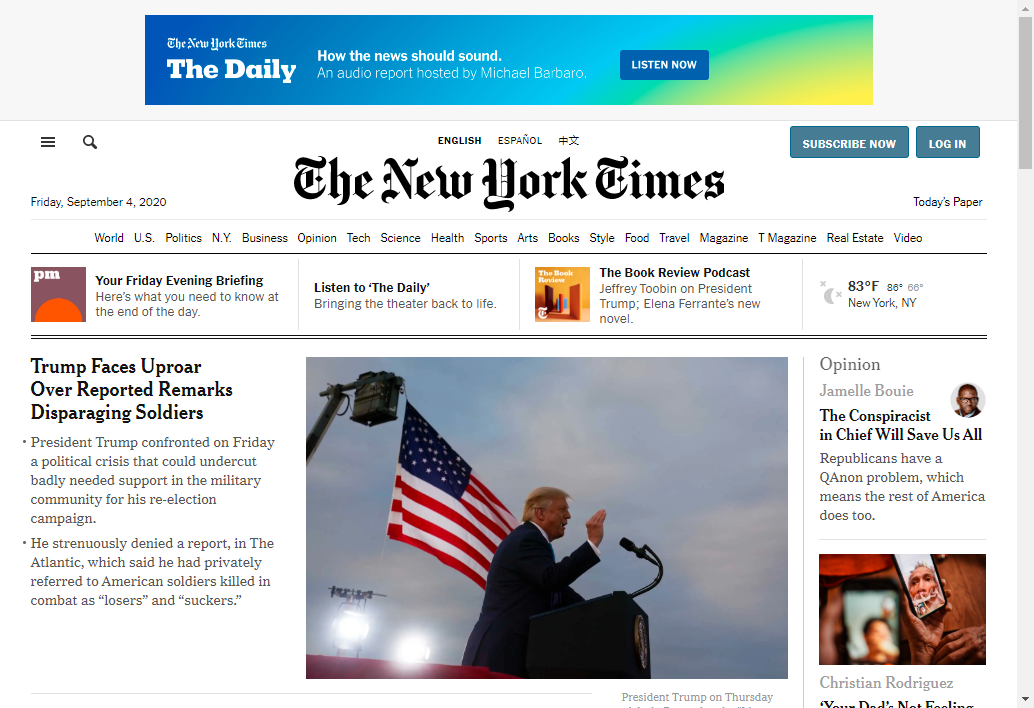 The New York Times
The Daily
How the news should sound.
An audio report hosted by Michael Barbaro.
LISTEN NOW
ENGLISH ESPAÑOL 中文
SUBSCRIBE NOW LOG IN
The New York Times
Friday, September 4, 2020
Today's Paper
World U.S. Politics N.Y. Business Opinion Tech Science Health Sports Arts Books Style Food Travel Magazine T Magazine Real Estate Video
pm
Your Friday Evening Briefing
Here's what you need to know at
the end of the day.
Listen to ‘The Daily’
Bringing the theater back to life.
The Book
Review
The Book Review Podcast
Jeffrey Toobin on President
Trump; Elena Ferrante's new
novel.
83°F 86° 66°
New York, NY
Trump Faces Uproar
Over Reported Remarks
Disparaging Soldiers
• President Trump confronted on Friday
a political crisis that could undercut
badly needed support in the military
community for his re-election
campaign.
• He strenuously denied a report, in The
Atlantic, which said he had privately
referred to American soldiers killed in
combat as “losers” and “suckers.”
President Trump on Thursday
Opinion
Jamelle Bouie
The Conspiracist
in Chief Will Save Us All
Republicans have a
QAnon problem, which
means the rest of America
does too.
Christian Rodriguez
‘Your Dad's Not Feeling